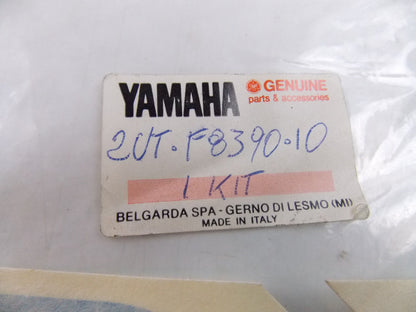 YAMAHA
GENUINE
parts & accessories
2UT-F8390-10
1 KIT
BELGARDA SPA - GERNO DI LESMO (MI)
MADE IN ITALY